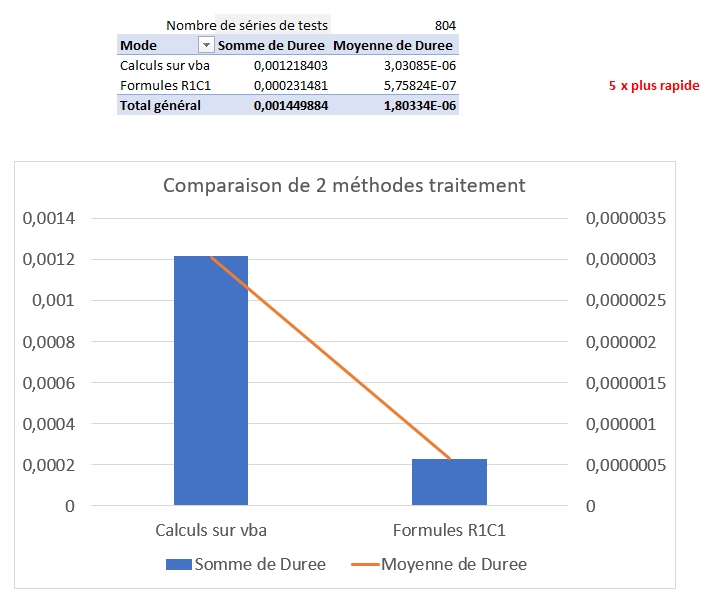 Nombre de séries de tests 804
Mode Somme de Duree Moyenne de Duree
Calculs sur vba 0,001218403 3,03085E-06
Formules R1C1 0,000231481 5,75824E-07 5 x plus rapide
Total général 0,001449884 1,80334E-06
Comparaison de 2 méthodes traitement
0,0014 0,0000035
0,0012 0,000003
0,001 0,0000025
0,0008 0,000002
0,0006 0,0000015
0,0004 0,000001
0,0002 0,0000005
0 0
Calculs sur vba Formules R1C1
Somme de Duree Moyenne de Duree